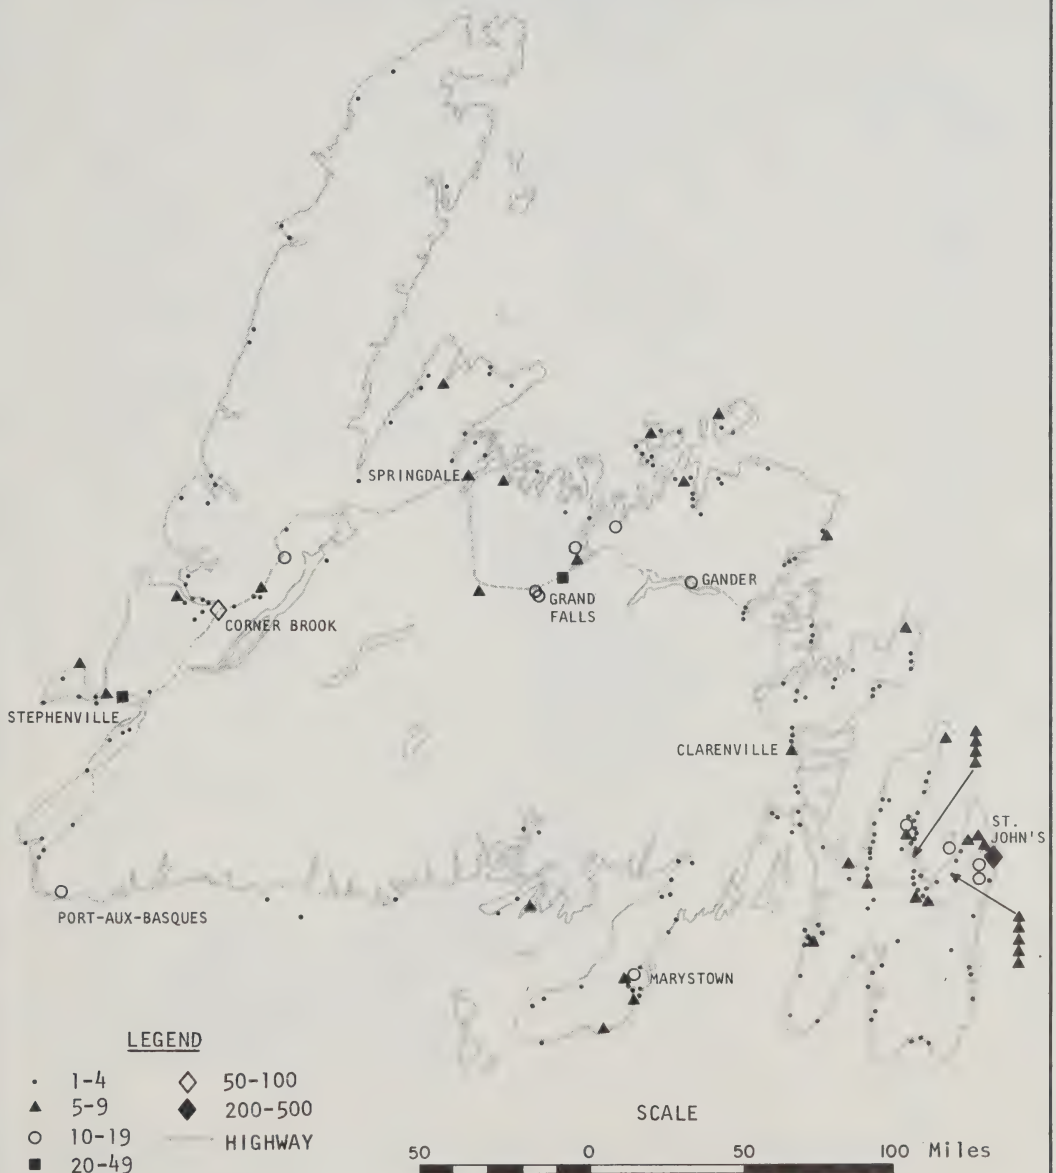 SPRINGDALE
GANDER
GRAND
FALLS
CORNER BROOK
STEPHENVILLE
CLARENVILLE
ST.
JOHN'S
PORT-AUX-BASQUES
MARYSTOWN
LEGEND
1-4
5-9
10-19
20-49
50-100
200-500
HIGHWAY
SCALE
50 0 50 100 Miles